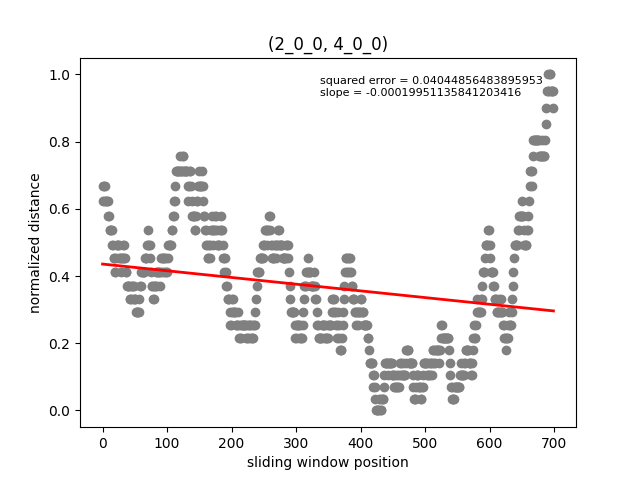 (2_0_0, 4_0_0)
squared error = 0.04044856483895953
slope = -0.00019951135841203416
1.0
0.8
0.6
0.4
0.2
0.0
normalized distance
0 100 200 300 400 500 600 700
sliding window position